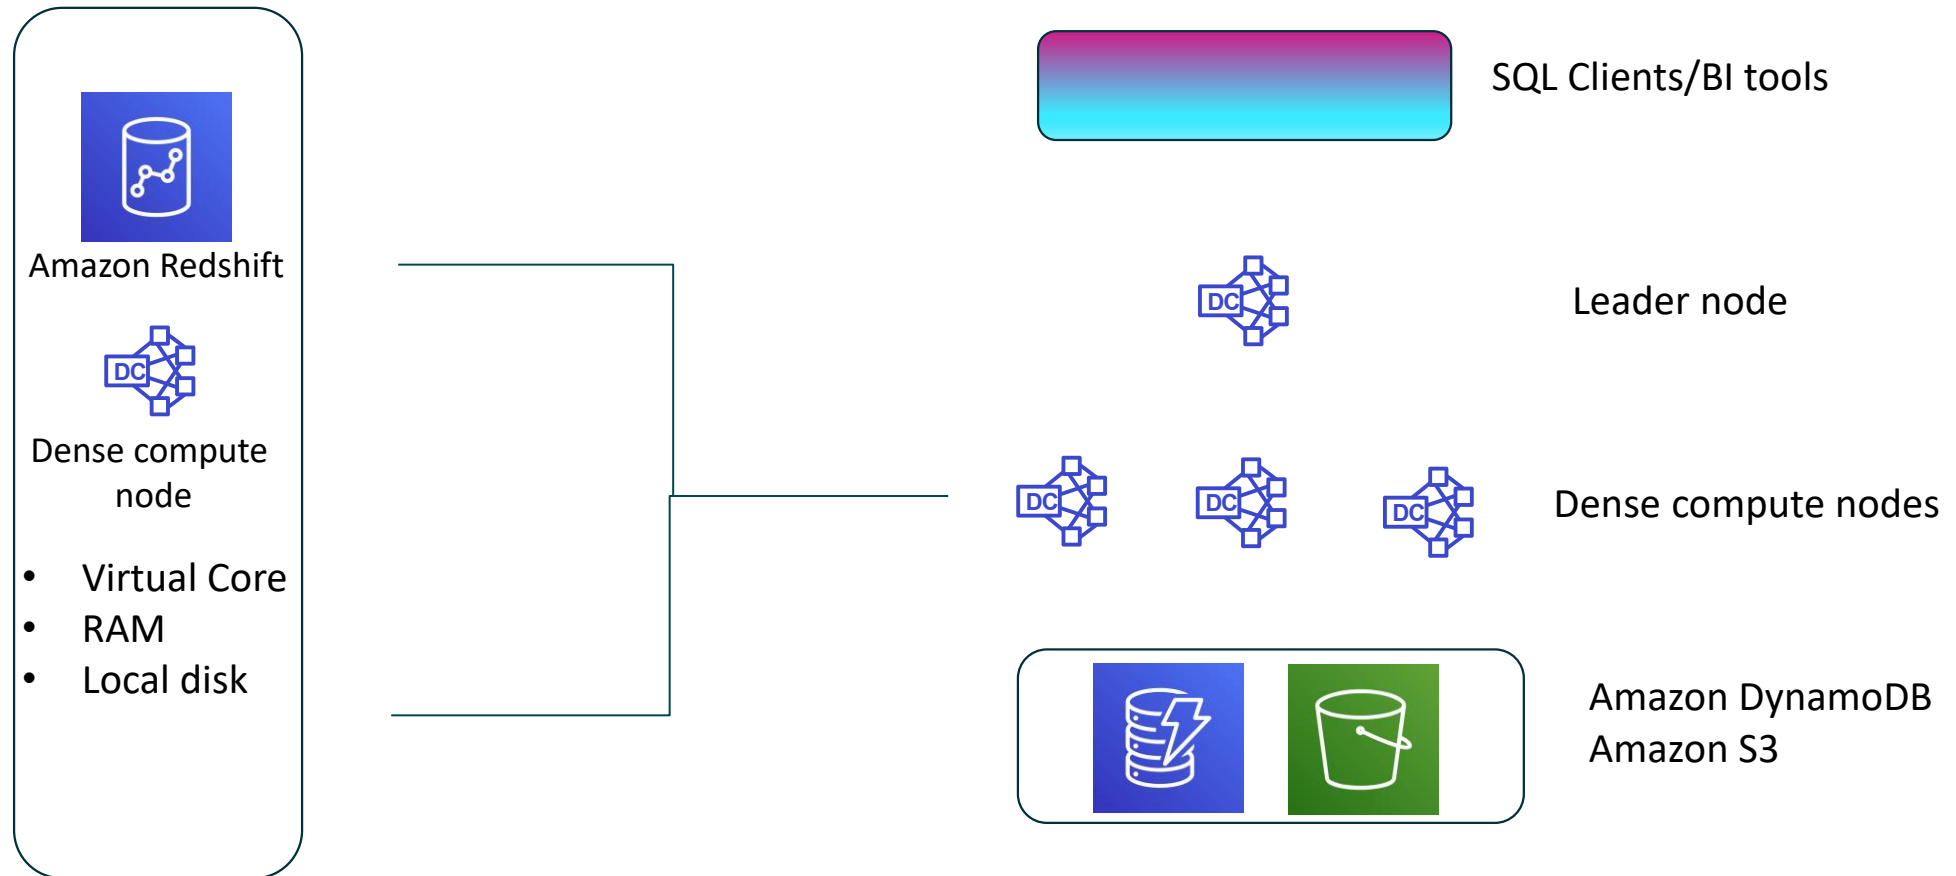 Amazon Redshift
DC
Dense compute
node
• Virtual Core
• RAM
• Local disk
SQL Clients/BI tools
DC
Leader node
DC
DC
DC
Dense compute nodes
Amazon DynamoDB
Amazon S3